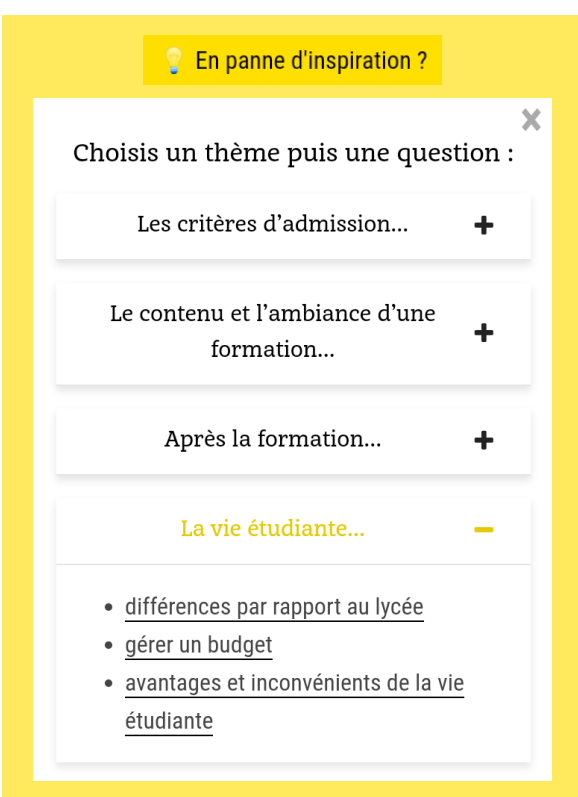 En panne d'inspiration ?
Choisis un thème puis une question :
Les critères d’admission...
Le contenu et l’ambiance d’une
formation...
Après la formation...
La vie étudiante...
différences par rapport au lycée
gérer un budget
avantages et inconvénients de la vie
étudiante